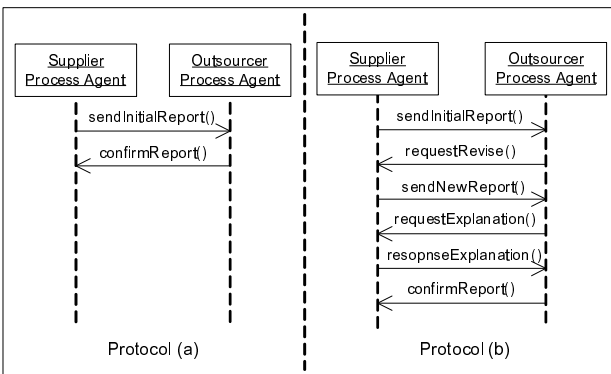 Supplier
Process Agent
Outsourcer
Process Agent
sendInitialReport()
confirmReport()
Protocol (a)
Supplier
Process Agent
Outsourcer
Process Agent
sendInitialReport()
requestRevise()
sendNewReport()
requestExplanation()
resopnseExplanation()
confirmReport()
Protocol (b)